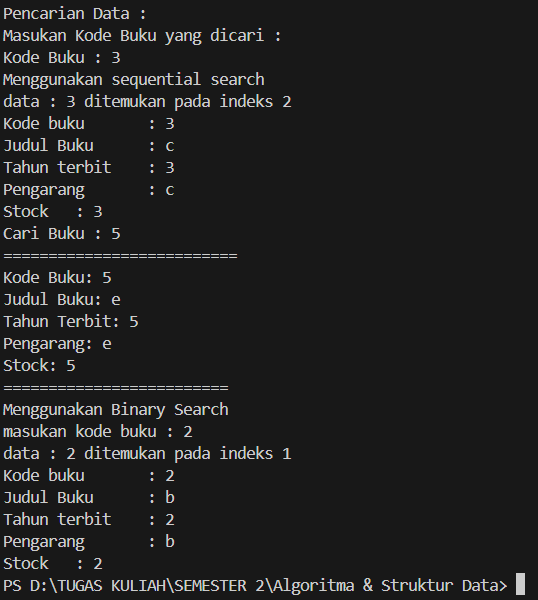 Pencarian Data :
Masukan Kode Buku yang dicari :
Kode Buku : 3
Menggunakan sequential search
data : 3 ditemukan pada indeks 2
Kode buku       : 3
Judul Buku      : c
Tahun terbit    : 3
Pengarang       : c
Stock   : 3
Cari Buku : 5
==========================
Kode Buku: 5
Judul Buku: e
Tahun Terbit: 5
Pengarang: e
Stock: 5
=========================
Menggunakan Binary Search
masukan kode buku : 2
data : 2 ditemukan pada indeks 1
Kode buku       : 2
Judul Buku      : b
Tahun terbit    : 2
Pengarang       : b
Stock   : 2
PS D:\TUGAS KULIAH\SEMESTER 2\Algoritma & Struktur Data>